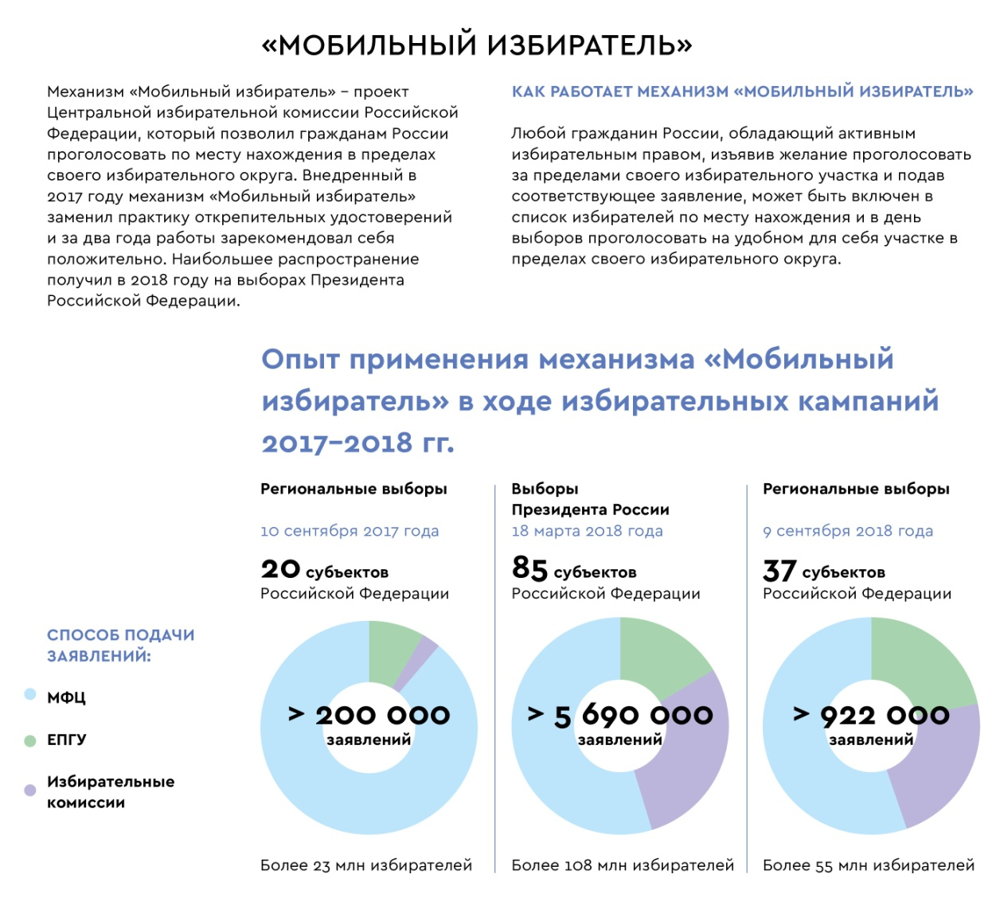 «МОБИЛЬНЫЙ ИЗБИРАТЕЛЬ»
Механизм «Мобильный избиратель» – проект
Центральной избирательной комиссии Российской
Федерации, который позволил гражданам России
проголосовать по месту нахождения в пределах
своего избирательного округа. Внедренный в
2017 году механизм «Мобильный избиратель»
заменил практику открепительных удостоверений
и за два года работы зарекомендовал себя
положительно. Наибольшее распространение
получил в 2018 году на выборах Президента
Российской Федерации.
КАК РАБОТАЕТ МЕХАНИЗМ «МОБИЛЬНЫЙ ИЗБИРАТЕЛЬ»
Любой гражданин России, обладающий активным
избирательным правом, изъявив желание проголосовать
за пределами своего избирательного участка и подав
соответствующее заявление, может быть включен в
список избирателей по месту нахождения и в день
выборов проголосовать на удобном для себя участке в
пределах своего избирательного округа.
Опыт применения механизма «Мобильный
избиратель» в ходе избирательных кампаний
2017–2018 гг.
СПОСОБ ПОДАЧИ
ЗАЯВЛЕНИЙ:
МФЦ
ЕПГУ
Избирательные
комиссии
Региональные выборы
10 сентября 2017 года
20 субъектов
Российской Федерации
> 200 000
заявлений
Более 23 млн избирателей
Выборы
Президента России
18 марта 2018 года
85 субъектов
Российской Федерации
> 5 690 000
заявлений
Более 108 млн избирателей
Региональные выборы
9 сентября 2018 года
37 субъектов
Российской Федерации
> 922 000
заявлений
Более 55 млн избирателей